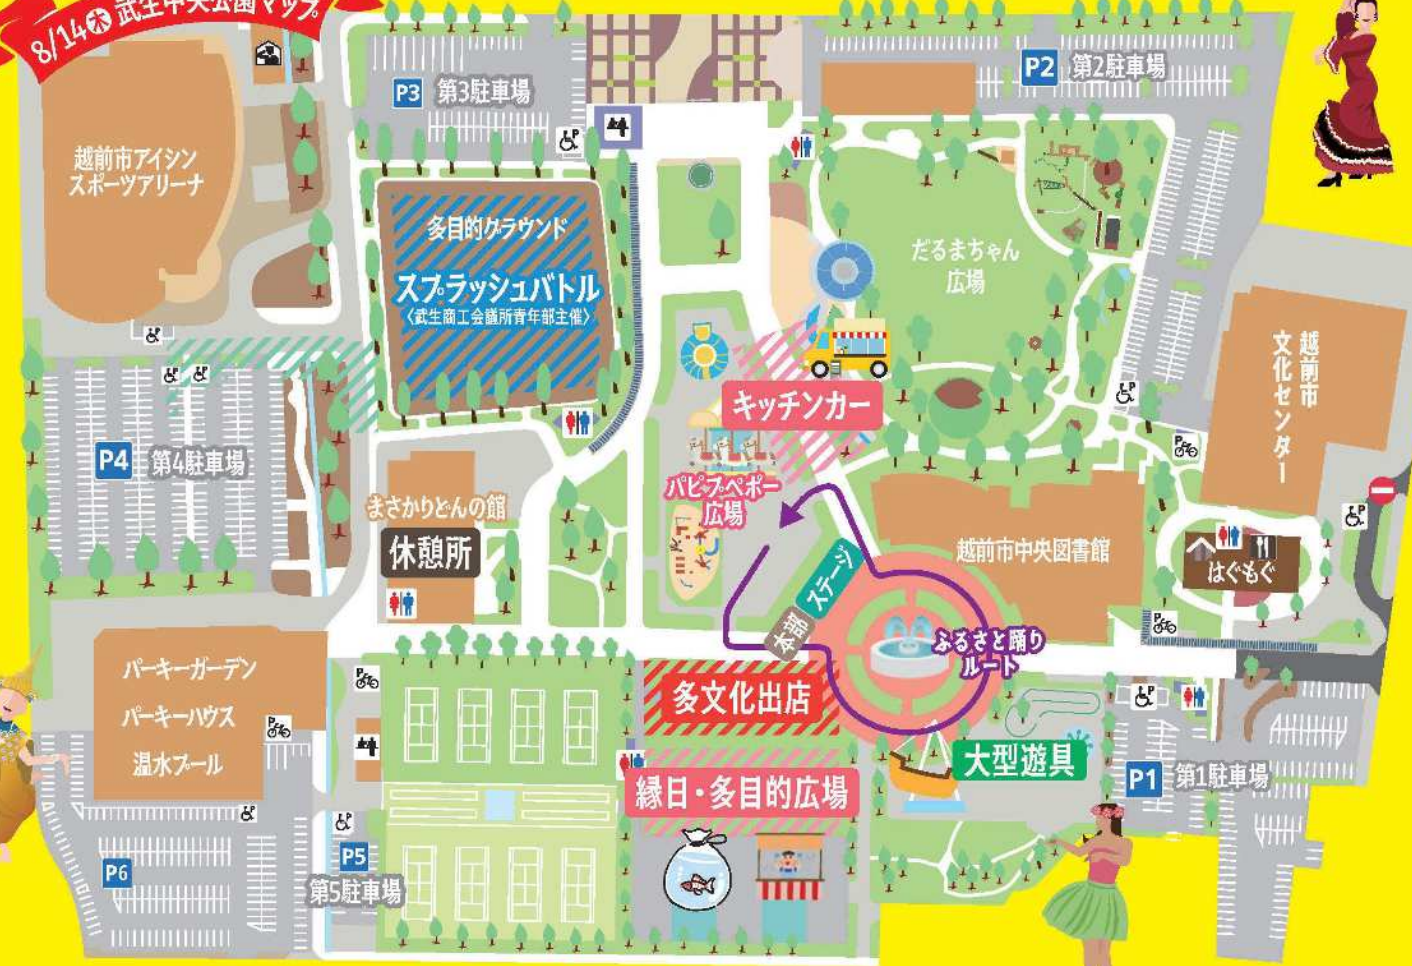 8/14㊍ 武生中央公園マップ
P3 第3駐車場
P2 第2駐車場
越前市アイシン
スポーツアリーナ
多目的グラウンド
スプラッシュバトル
〈武生商工会議所青年部主催〉
だるまちゃん
広場
越前市
文化センター
キッチンカー
P4 第4駐車場
パピプペポー
広場
まさかりどんの館
休憩所
越前市中央図書館
はぐもぐ
ステージ
本部
ふるさと踊り
ルート
パーキーガーデン
パーキーハウス
温水プール
多文化出店
大型遊具
縁日・多目的広場
P1 第1駐車場
P5
第5駐車場
P6